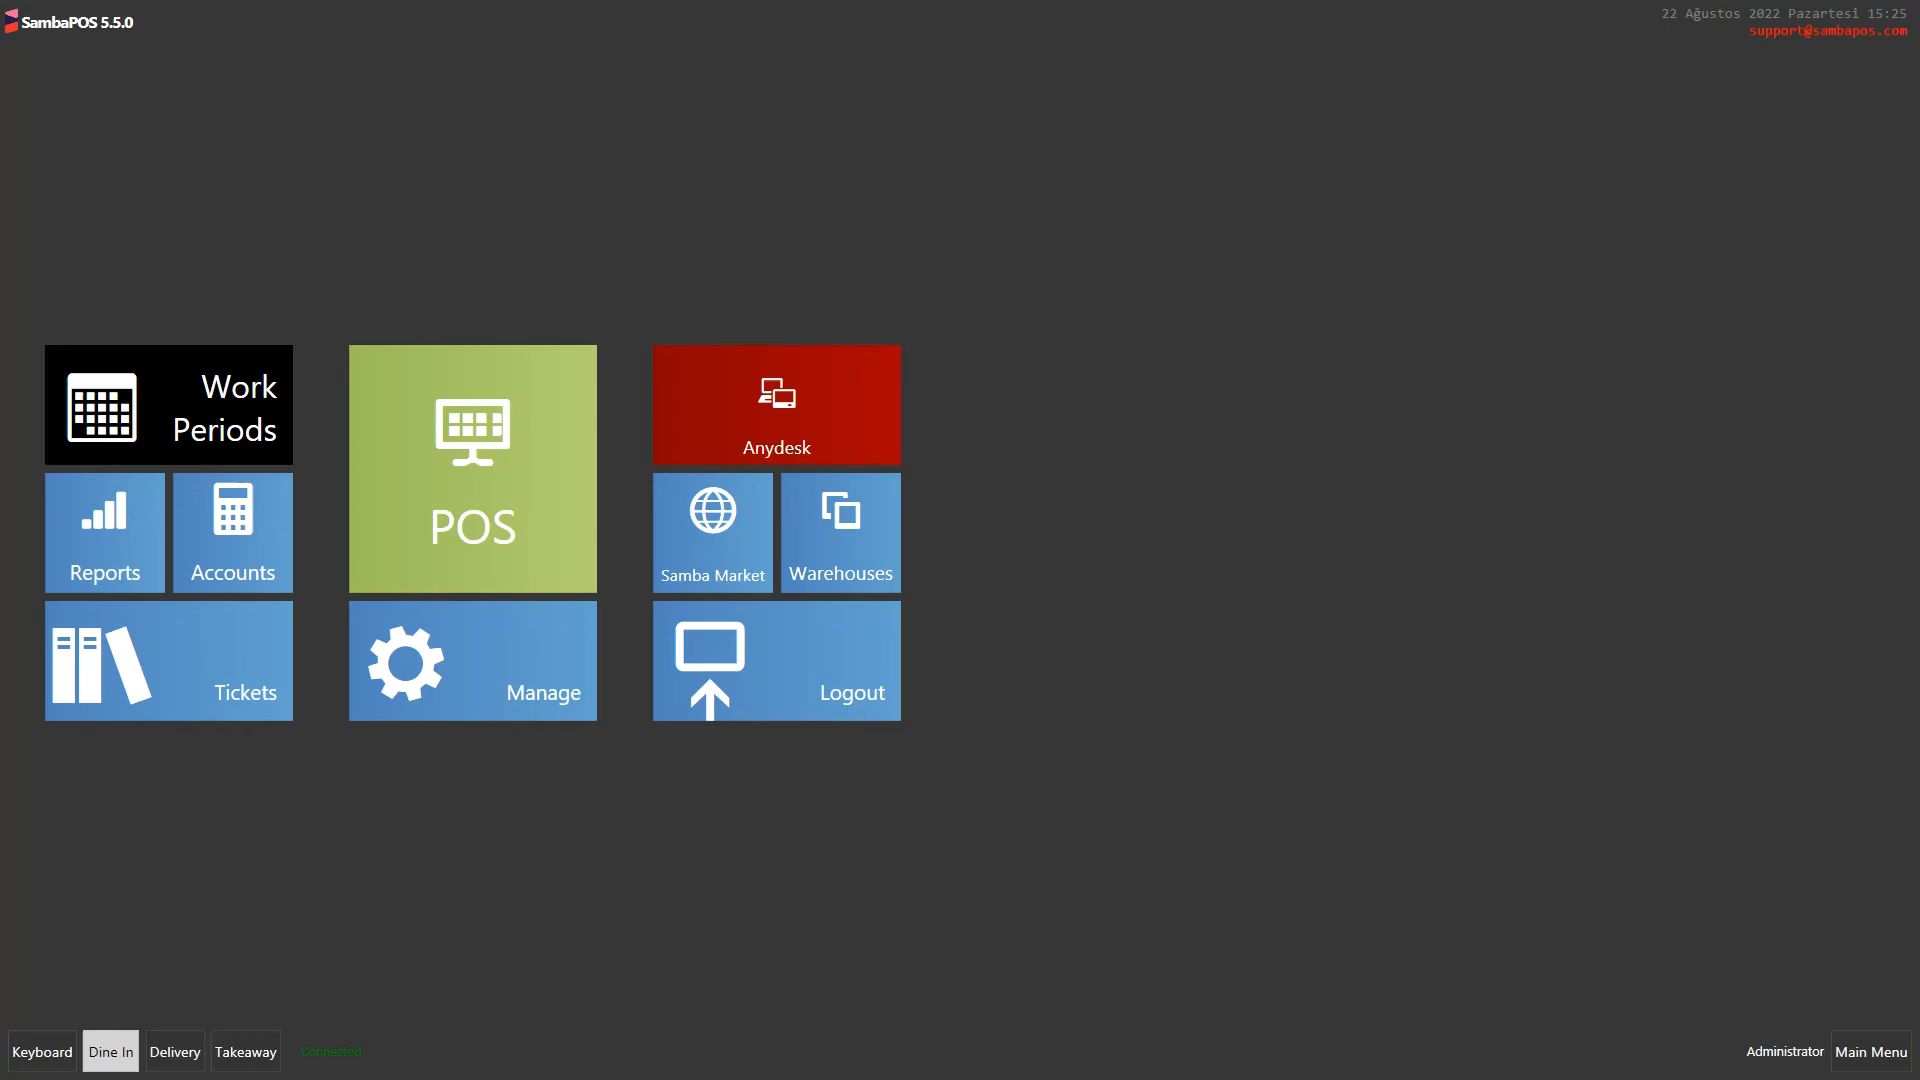 SambaPOS 5.5.0
22 Ağustos 2022 Pazartesi 15:25
support@sambapos.com
Work
Periods
POS
Anydesk
Reports
Accounts
Samba Market
Warehouses
Tickets
Manage
Logout
Keyboard
Dine In
Delivery
Takeaway
Connected
Administrator
Main Menu